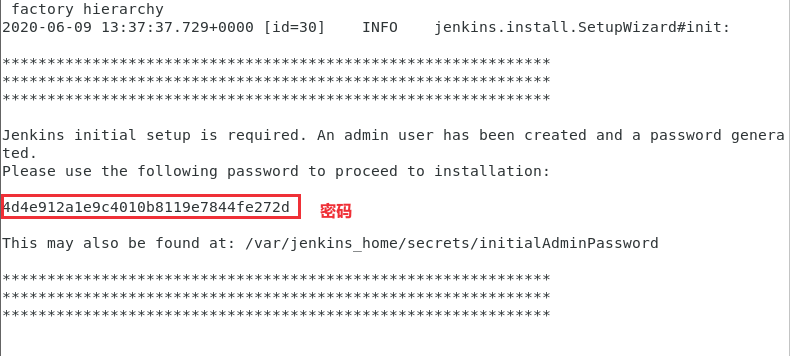 factory hierarchy
2020-06-09 13:37:37.729+0000 [id=30]    INFO    jenkins.install.SetupWizard#init:
*************************************************************
*************************************************************
*************************************************************
Jenkins initial setup is required. An admin user has been created and a password genera
ted.
Please use the following password to proceed to installation:
4d4e912a1e9c4010b8119e7844fe272d 密码
This may also be found at: /var/jenkins_home/secrets/initialAdminPassword
*************************************************************
*************************************************************
*************************************************************